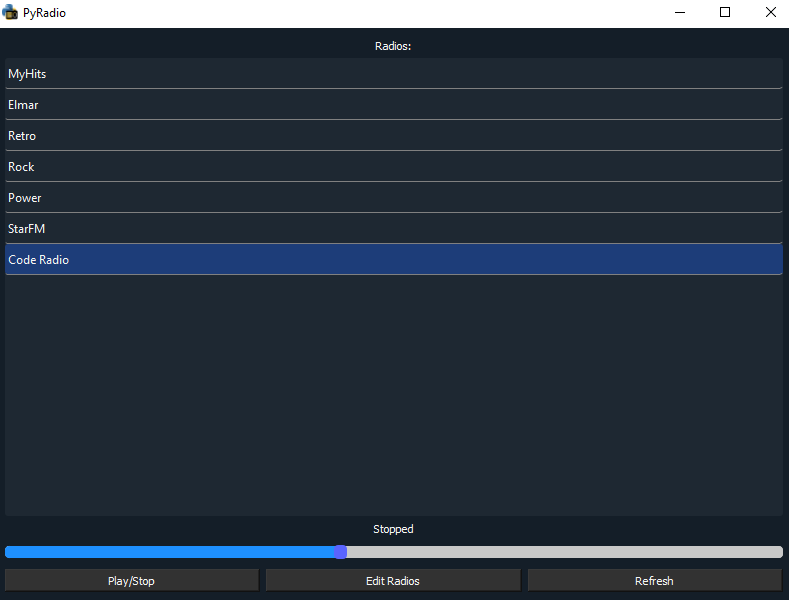 PyRadio
Radios:
MyHits
Elmar
Retro
Rock
Power
StarFM
Code Radio
Stopped
Play/Stop Edit Radios Refresh